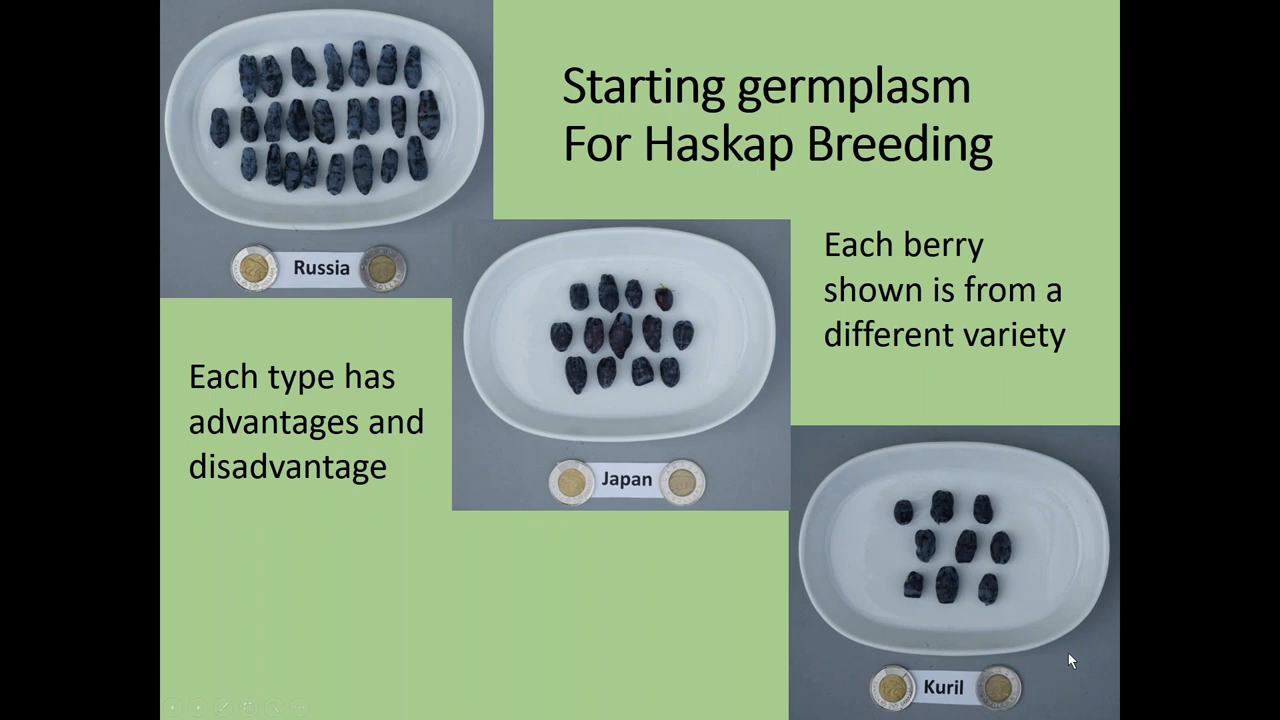 Starting germplasm
For Haskap Breeding
Russia
Each berry
shown is from a
different variety
Each type has
advantages and
disadvantage
Japan
Kuril